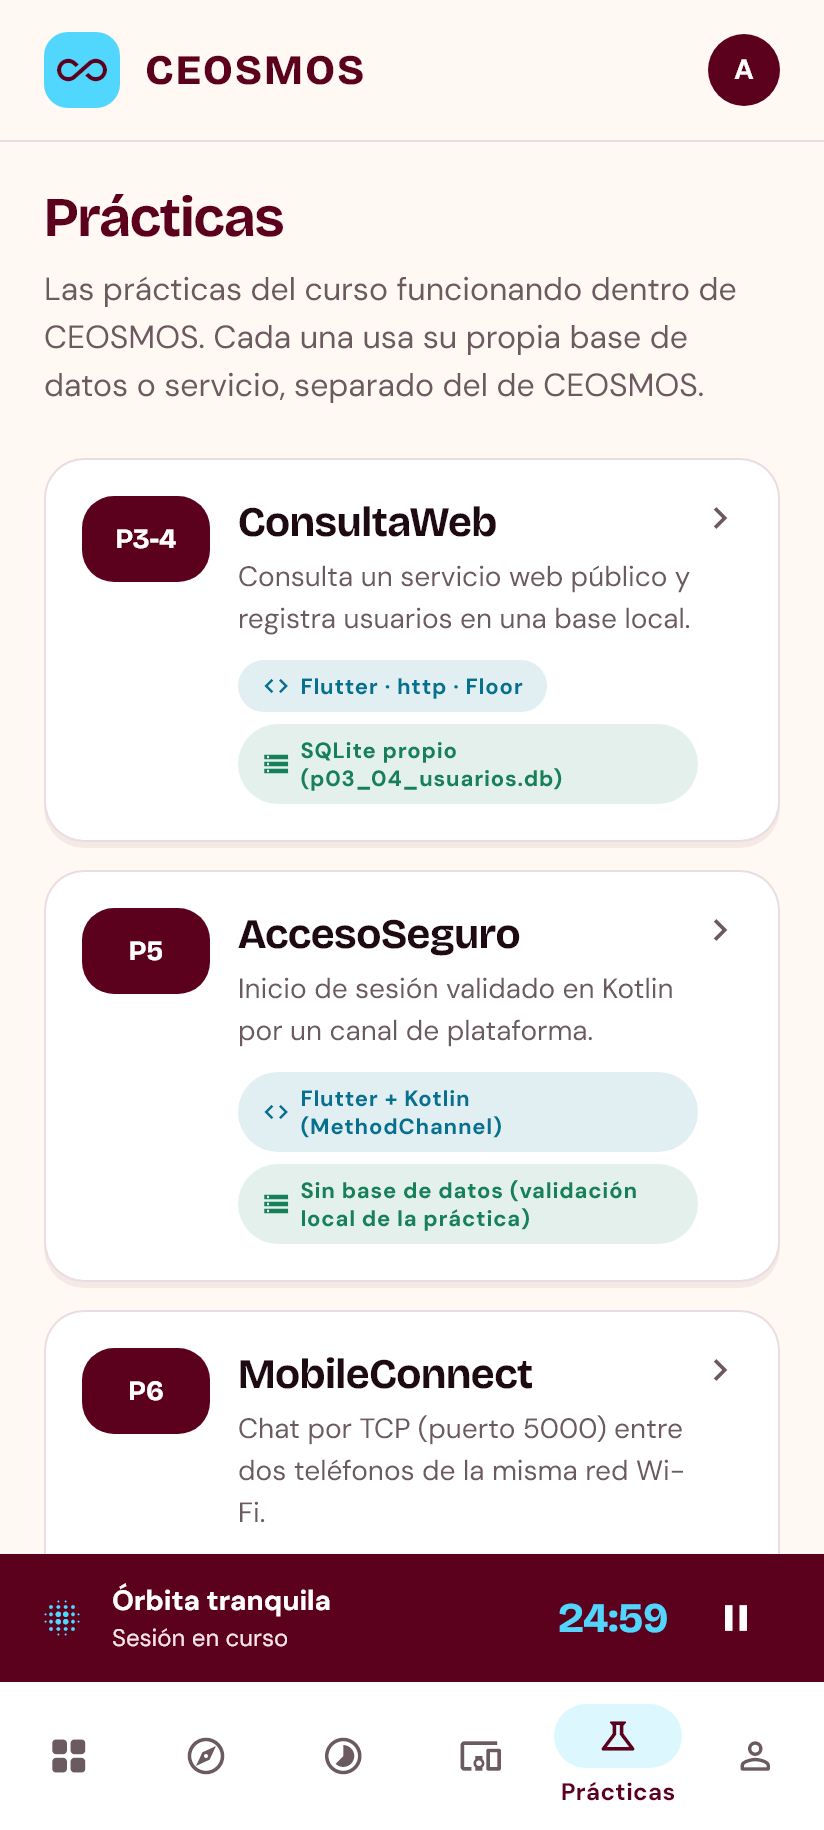 CEOSMOS
A
Prácticas
Las prácticas del curso funcionando dentro de
CEOSMOS. Cada una usa su propia base de
datos o servicio, separado del de CEOSMOS.
P3-4
ConsultaWeb
Consulta un servicio web público y
registra usuarios en una base local.
Flutter · http · Floor
SQLite propio
(p03_04_usuarios.db)
P5
AccesoSeguro
Inicio de sesión validado en Kotlin
por un canal de plataforma.
Flutter + Kotlin
(MethodChannel)
Sin base de datos (validación
local de la práctica)
P6
MobileConnect
Chat por TCP (puerto 5000) entre
dos teléfonos de la misma red Wi-
Fi.
Órbita tranquila
Sesión en curso
24:59
Prácticas